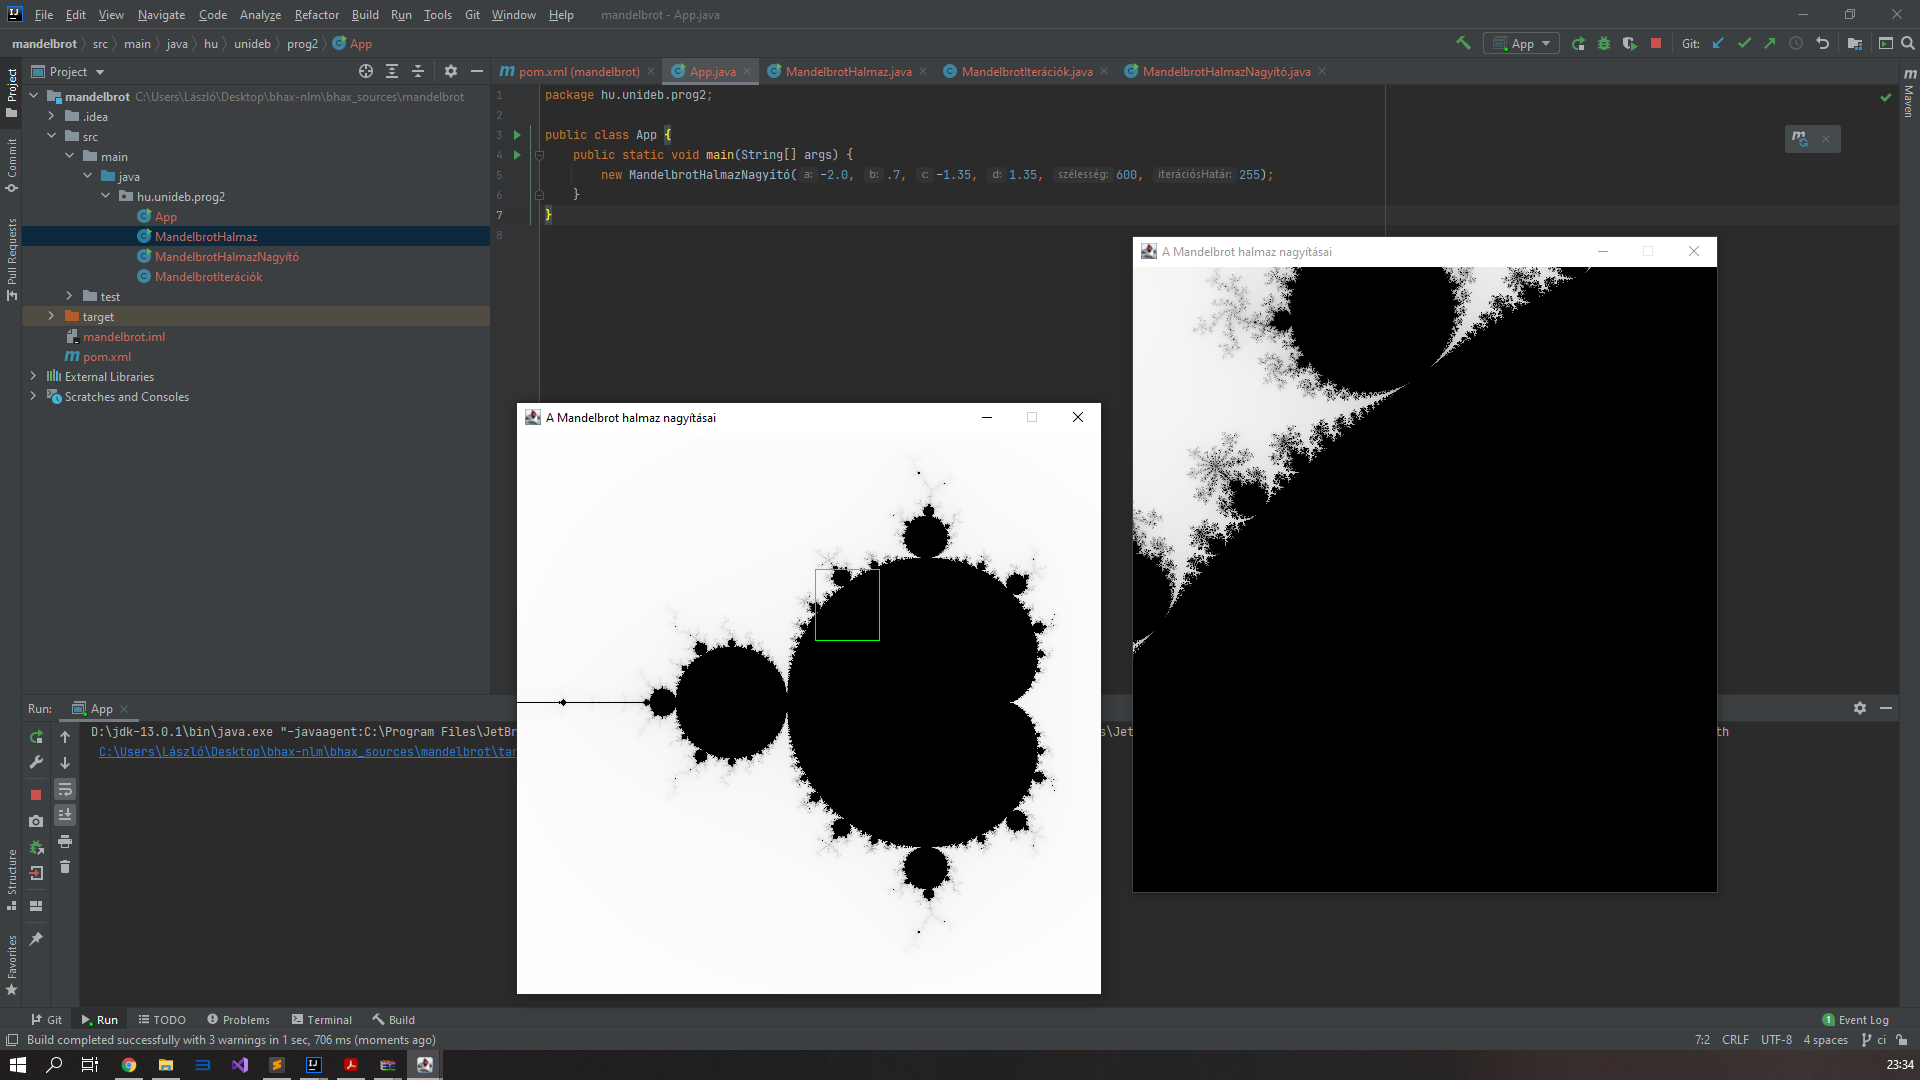 File Edit View Navigate Code Analyze Refactor Build Run Tools Git Window Help mandelbrot - App.java
mandelbrot src main java hu unideb prog2 App
App Git:
Project
pom.xml (mandelbrot) App.java MandelbrotHalmaz.java MandelbrotIterációk.java MandelbrotHalmazNagyító.java
mandelbrot C:\Users\László\Desktop\bhax-nlm\bhax_sources\mandelbrot
.idea
src
main
java
hu.unideb.prog2
App
MandelbrotHalmaz
MandelbrotHalmazNagyító
MandelbrotIterációk
test
target
mandelbrot.iml
pom.xml
External Libraries
Scratches and Consoles
Project
Commit
Pull Requests
Structure
Favorites
Maven
1 package hu.unideb.prog2;
2
3 public class App {
4 public static void main(String[] args) {
5 new MandelbrotHalmazNagyító( a: -2.0, b: .7, c: -1.35, d: 1.35, szélesség: 600, iterációsHatár: 255);
6 }
7 }
8
A Mandelbrot halmaz nagyításai
A Mandelbrot halmaz nagyításai
Run: App
D:\jdk-13.0.1\bin\java.exe "-javaagent:C:\Program Files\JetBr
s\Jet
th
C:\Users\László\Desktop\bhax-nlm\bhax_sources\mandelbrot\tar
Git Run TODO Problems Terminal Build
1 Event Log
Build completed successfully with 3 warnings in 1 sec, 706 ms (moments ago)
7:2 CRLF UTF-8 4 spaces ci
23:34